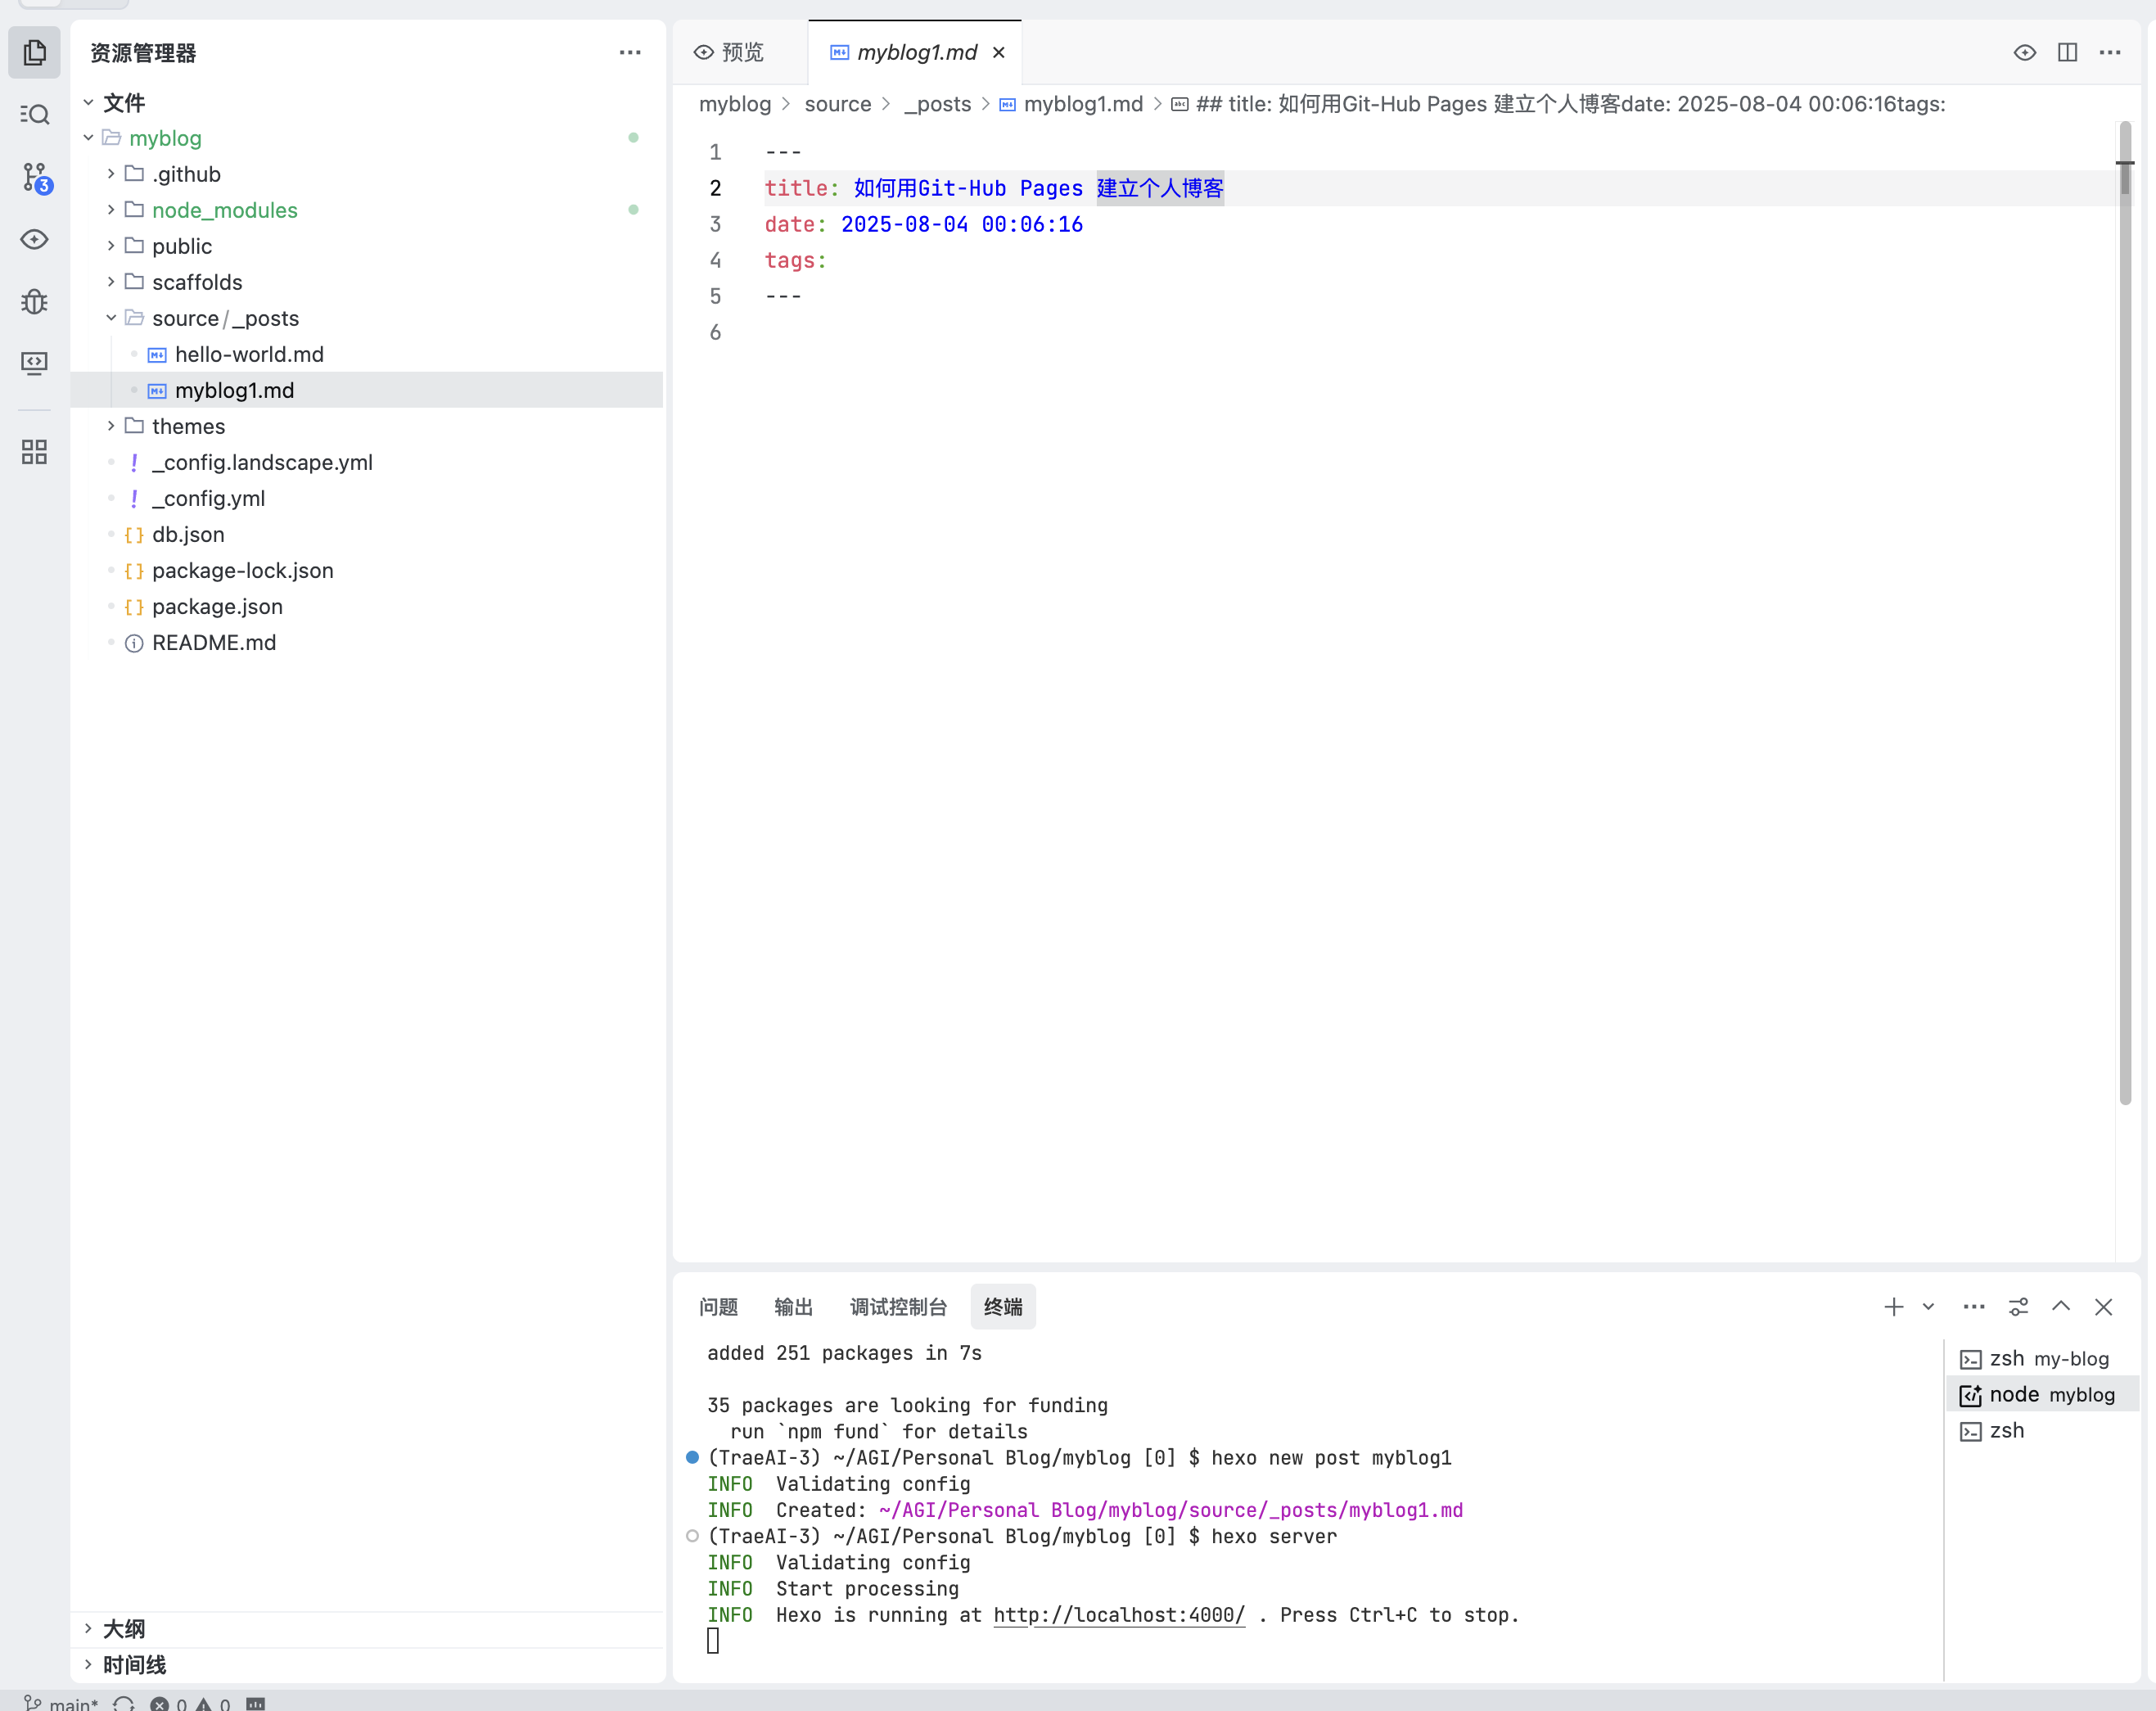 资源管理器
文件
myblog
.github
node_modules
public
scaffolds
source/_posts
hello-world.md
myblog1.md
themes
_config.landscape.yml
_config.yml
db.json
package-lock.json
package.json
README.md
大纲
时间线
3
预览
myblog1.md
myblog > source > _posts > myblog1.md > ## title: 如何用Git-Hub Pages 建立个人博客date: 2025-08-04 00:06:16tags:
1 ---
2 title: 如何用Git-Hub Pages 建立个人博客
3 date: 2025-08-04 00:06:16
4 tags:
5 ---
6
问题 输出 调试控制台 终端
added 251 packages in 7s
35 packages are looking for funding
run `npm fund` for details
(TraeAI-3) ~/AGI/Personal Blog/myblog [0] $ hexo new post myblog1
INFO Validating config
INFO Created: ~/AGI/Personal Blog/myblog/source/_posts/myblog1.md
(TraeAI-3) ~/AGI/Personal Blog/myblog [0] $ hexo server
INFO Validating config
INFO Start processing
INFO Hexo is running at http://localhost:4000/ . Press Ctrl+C to stop.
zsh my-blog
node myblog
zsh
main* 0 0